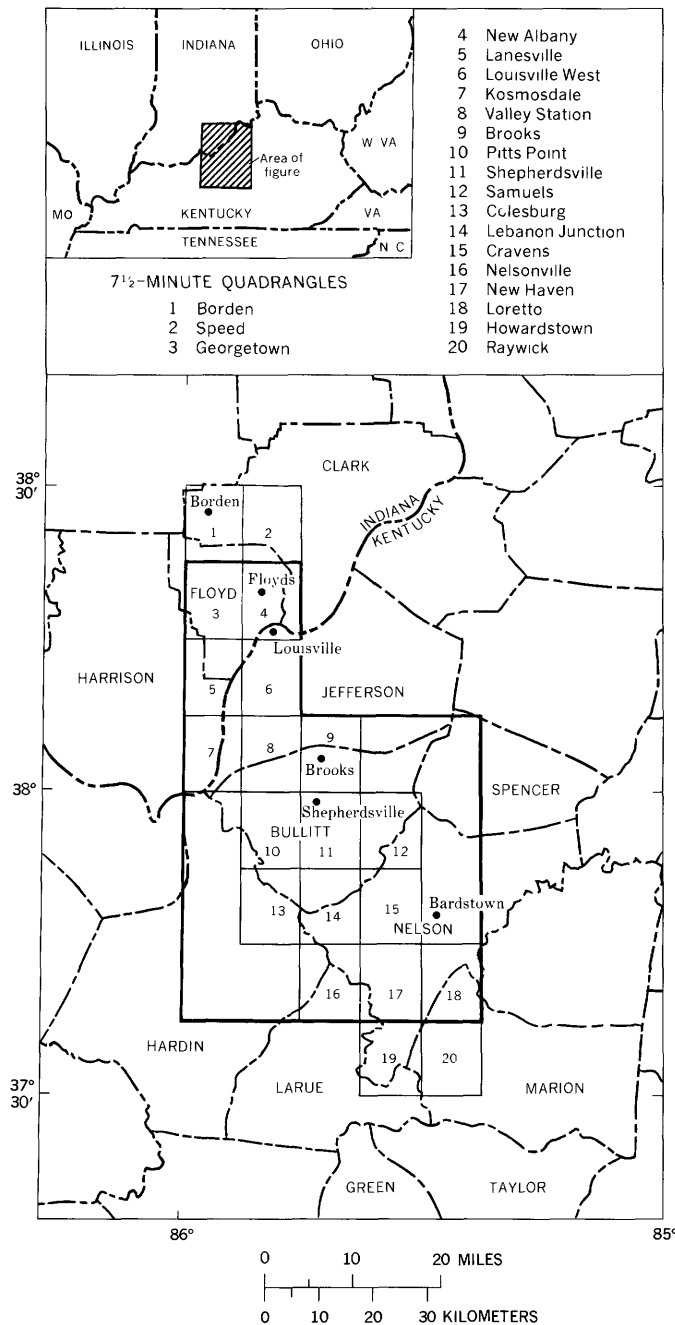 ILLINOIS
INDIANA
OHIO
W VA
Area of
figure
MO
KENTUCKY
VA
TENNESSEE
N C
7½-MINUTE QUADRANGLES
1 Borden
2 Speed
3 Georgetown
4 New Albany
5 Lanesville
6 Louisville West
7 Kosmosdale
8 Valley Station
9 Brooks
10 Pitts Point
11 Shepherdsville
12 Samuels
13 Colesburg
14 Lebanon Junction
15 Cravens
16 Nelsonville
17 New Haven
18 Loretto
19 Howardstown
20 Raywick
CLARK
38°
30′
Borden
1
2
INDIANA
KENTUCKY
FLOYD
Floyds
3
4
Louisville
HARRISON
5
6
JEFFERSON
7
8
9
Brooks
38°
SPENCER
Shepherdsville
BULLITT
10
11
12
13
14
15
Bardstown
NELSON
16
17
18
HARDIN
19
20
37°
30′
LARUE
MARION
GREEN
TAYLOR
86°
85°
0 10 20 MILES
0 10 20 30 KILOMETERS